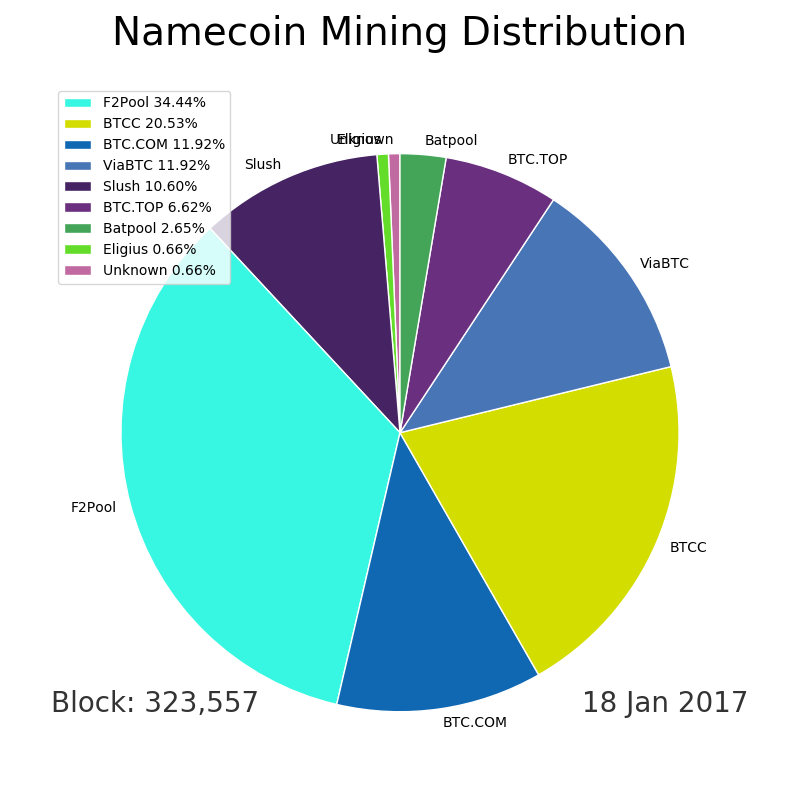 Namecoin Mining Distribution
F2Pool 34.44%
BTCC 20.53%
BTC.COM 11.92%
ViaBTC 11.92%
Slush 10.60%
BTC.TOP 6.62%
Batpool 2.65%
Eligius 0.66%
Unknown 0.66%
Unknown
Eligius
Batpool
BTC.TOP
Slush
ViaBTC
F2Pool
BTCC
BTC.COM
Block: 323,557
18 Jan 2017